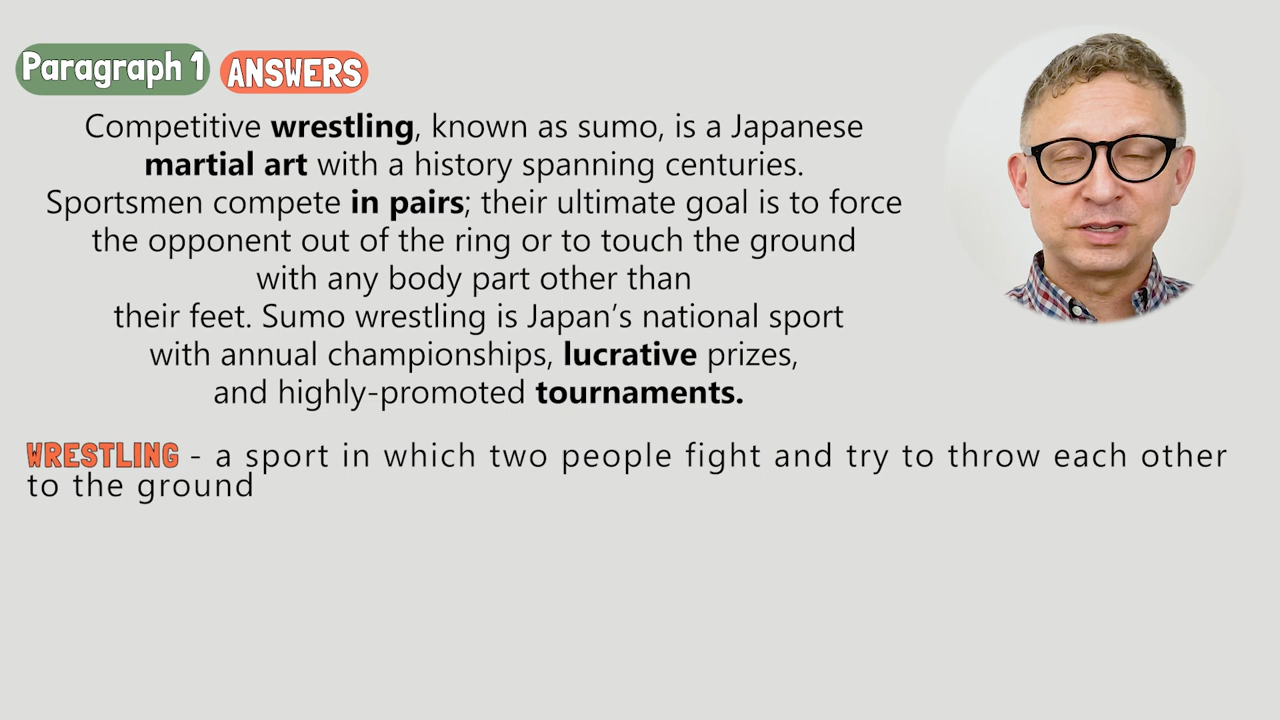 Paragraph 1 ANSWERS
Competitive wrestling, known as sumo, is a Japanese
martial art with a history spanning centuries.
Sportsmen compete in pairs; their ultimate goal is to force
the opponent out of the ring or to touch the ground
with any body part other than
their feet. Sumo wrestling is Japan’s national sport
with annual championships, lucrative prizes,
and highly-promoted tournaments.
WRESTLING - a sport in which two people fight and try to throw each other
to the ground